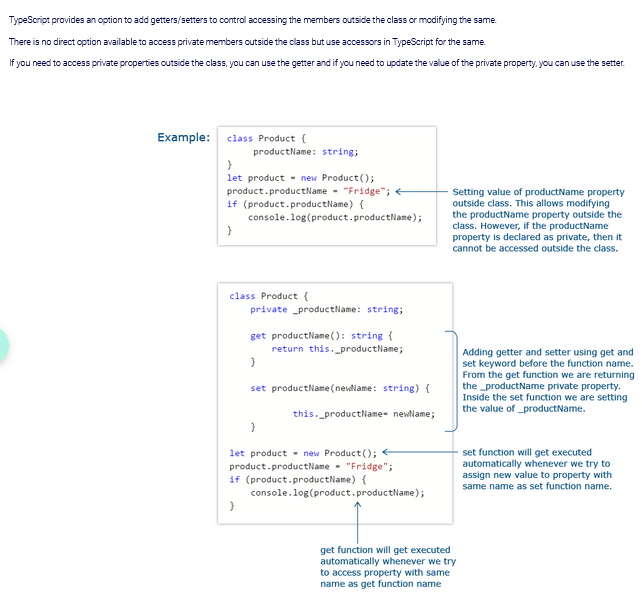 TypeScript provides an option to add getters/setters to control accessing the members outside the class or modifying the same.
There is no direct option available to access private members outside the class but use accessors in TypeScript for the same.
If you need to access private properties outside the class, you can use the getter and if you need to update the value of the private property, you can use the setter.
Example:
class Product {
productName: string;
}
let product = new Product();
product.productName = "Fridge";
if (product.productName) {
console.log(product.productName);
}
Setting value of productName property
outside class. This allows modifying
the productName property outside the
class. However, if the productName
property is declared as private, then it
cannot be accessed outside the class.
class Product {
private _productName: string;
get productName(): string {
return this._productName;
}
set productName(newName: string) {
this._productName= newName;
}
Adding getter and setter using get and
set keyword before the function name.
From the get function we are returning
the _productName private property.
Inside the set function we are setting
the value of _productName.
let product = new Product();
product.productName = "Fridge";
if (product.productName) {
console.log(product.productName);
}
set function will get executed
automatically whenever we try to
assign new value to property with
same name as set function name.
get function will get executed
automatically whenever we try
to access property with same
name as get function name